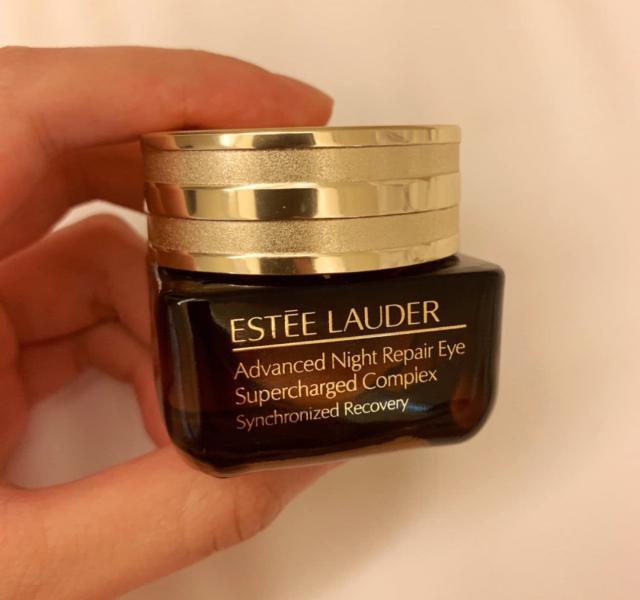 ESTĒE LAUDER
Advanced Night Repair Eye
Supercharged Complex
Synchronized Recovery